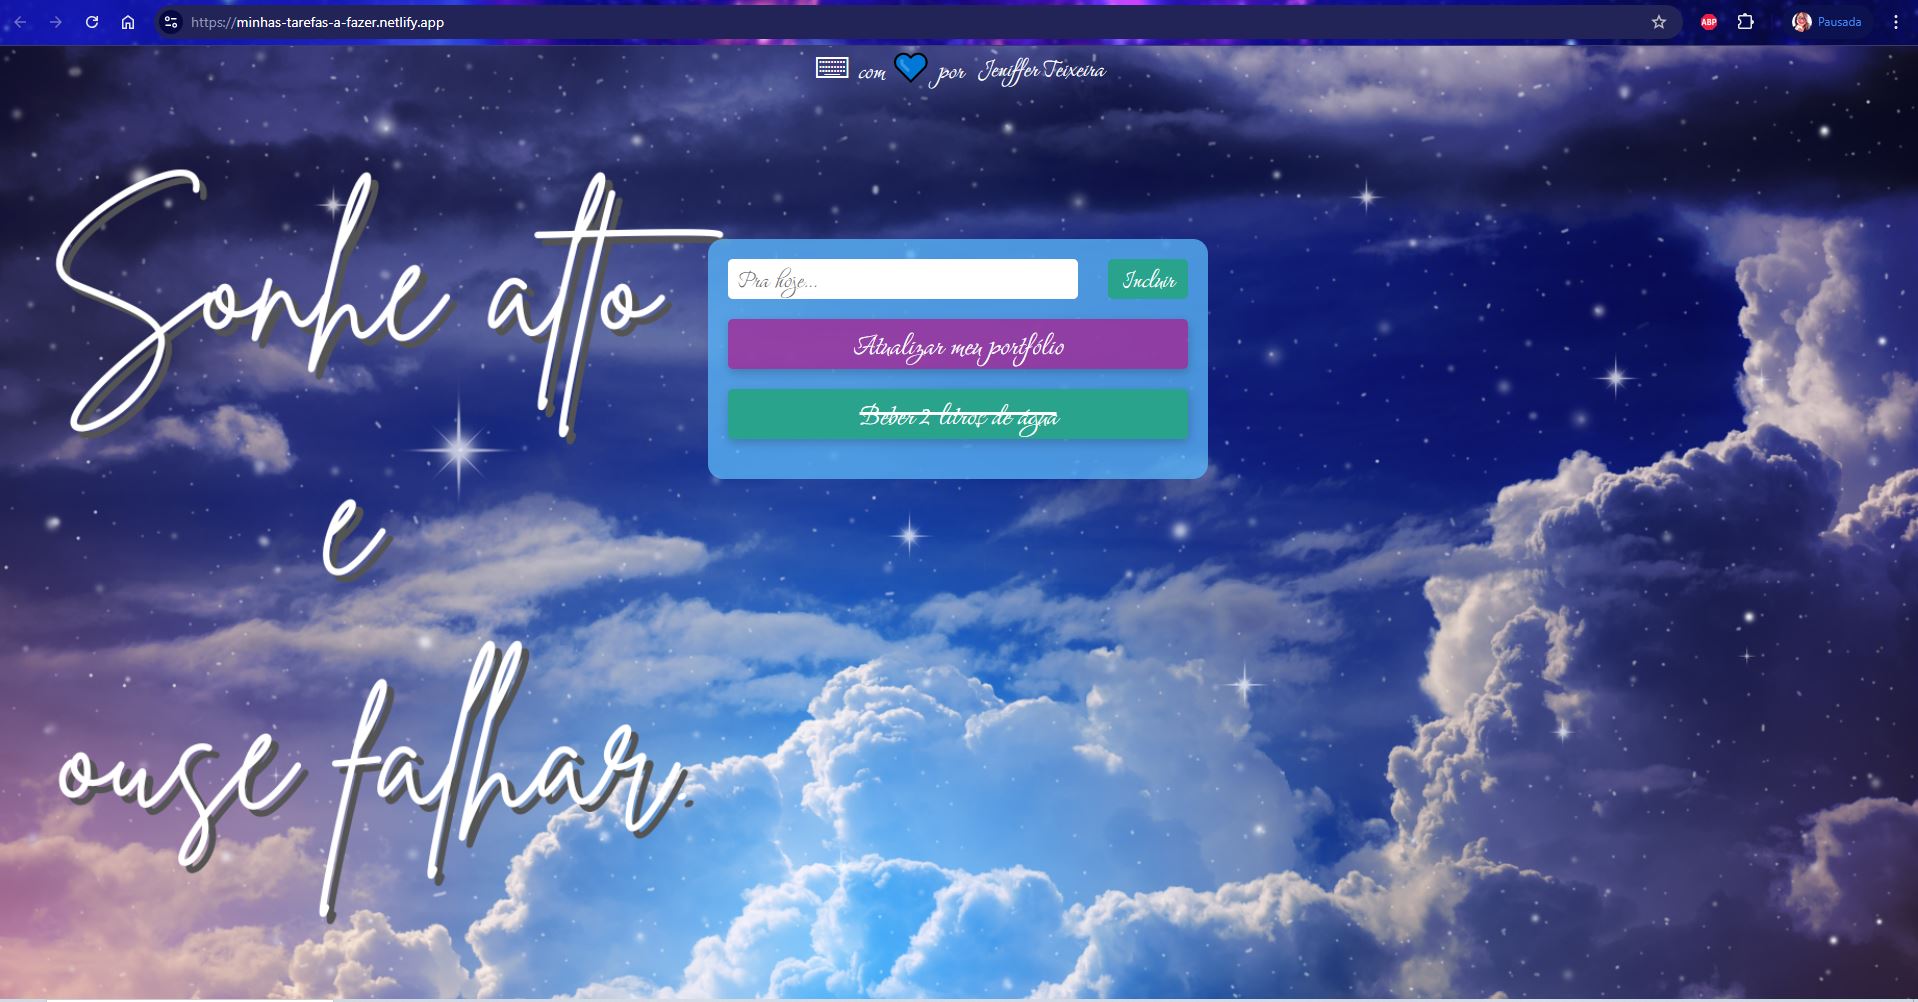 https://minhas-tarefas-a-fazer.netlify.app
ABP
Pausada
com 💙 por Jeniffer Teixeira
Sonhe alto
e
ouse falhar.
Pra hoje...
Incluir
Atualizar meu portfólio
Beber 2 litros de água